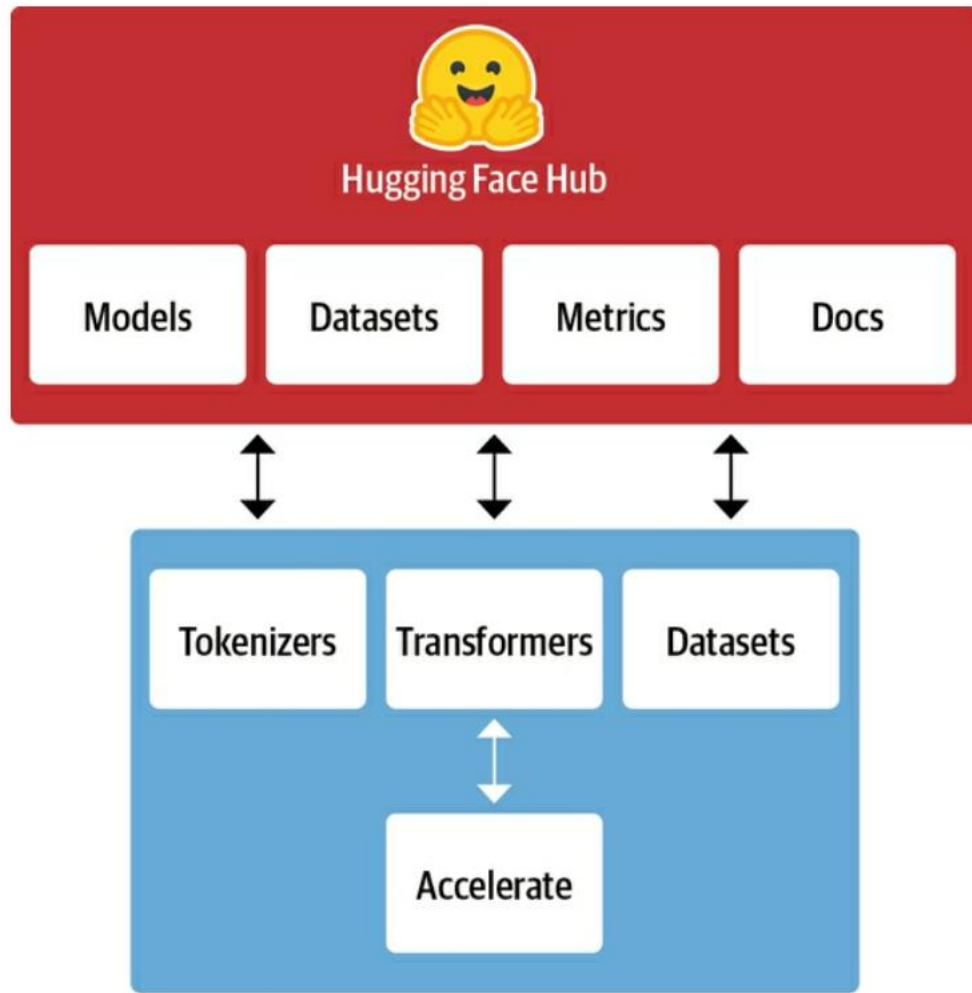 Hugging Face Hub
Models
Datasets
Metrics
Docs
Tokenizers
Transformers
Datasets
Accelerate